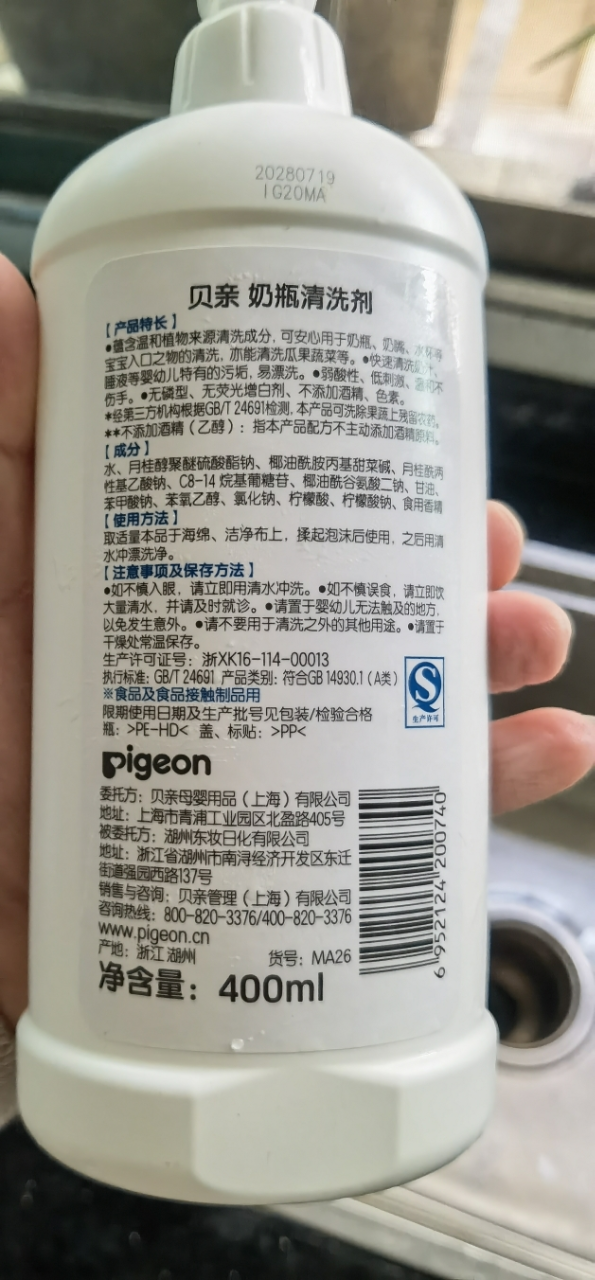 20280719
IG20MA
贝亲 奶瓶清洗剂
【产品特长】
●蕴含温和植物来源清洗成分，可安心用于奶瓶、奶嘴、水杯等
宝宝入口之物的清洗，亦能清洗瓜果蔬菜等。●快速清洗奶汁、
唾液等婴幼儿特有的污垢，易漂洗。●弱酸性、低刺激、温和不
伤手。●无磷型、无荧光增白剂、不添加酒精、色素。
*经第三方机构根据GB/T 24691检测，本产品可洗除果蔬上残留农药。
**不添加酒精（乙醇）：指本产品配方不主动添加酒精原料。
【成分】
水、月桂醇聚醚硫酸酯钠、椰油酰胺丙基甜菜碱、月桂酰两
性基乙酸钠、C8-14 烷基葡糖苷、椰油酰谷氨酸二钠、甘油、
苯甲酸钠、苯氧乙醇、氯化钠、柠檬酸、柠檬酸钠、食用香精
【使用方法】
取适量本品于海绵、洁净布上，揉起泡沫后使用，之后用清
水冲漂洗净。
【注意事项及保存方法】
●如不慎入眼，请立即用清水冲洗。●如不慎误食，请立即饮
大量清水，并请及时就诊。●请置于婴幼儿无法触及的地方，
以免发生意外。●请不要用于清洗之外的其他用途。●请置于
干燥处常温保存。
生产许可证号：浙XK16-114-00013
执行标准：GB/T 24691 产品类别：符合GB 14930.1（A类）
※食品及食品接触制品用
限期使用日期及生产批号见包装/检验合格
瓶：>PE-HD< 盖、标贴：>PP<
生产许可
pigeon
委托方：贝亲母婴用品（上海）有限公司
地址：上海市青浦工业园区北盈路405号
被委托方：湖州东妆日化有限公司
地址：浙江省湖州市南浔经济开发区东迁
街道强园西路137号
销售与咨询：贝亲管理（上海）有限公司
咨询热线：800-820-3376/400-820-3376
www.pigeon.cn
产地：浙江 湖州 货号：MA26
净含量：400ml
6 952124 200740